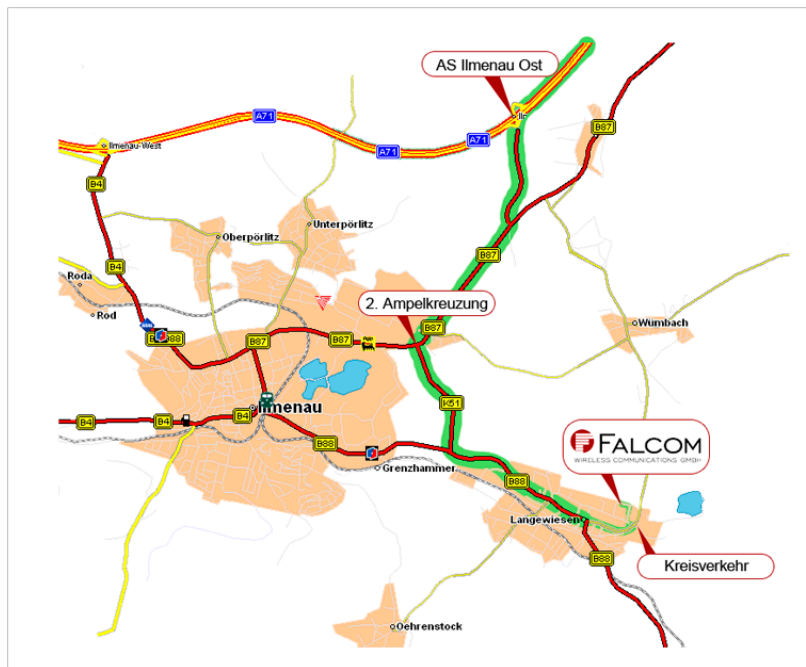 AS Ilmenau Ost
A71
B87
Ilmenau-West
A71
A71
B4
Unterpörlitz
Oberpörlitz
B87
B4
Roda
2. Ampelkreuzung
Rod
B87
Wümbach
B87
B87
K51
Ilmenau
B4
B4
B4
B88
FALCOM
WIRELESS COMMUNICATIONS GMBH
Grenzhammer
B88
Langewiesen
B88
Kreisverkehr
Oehrenstock